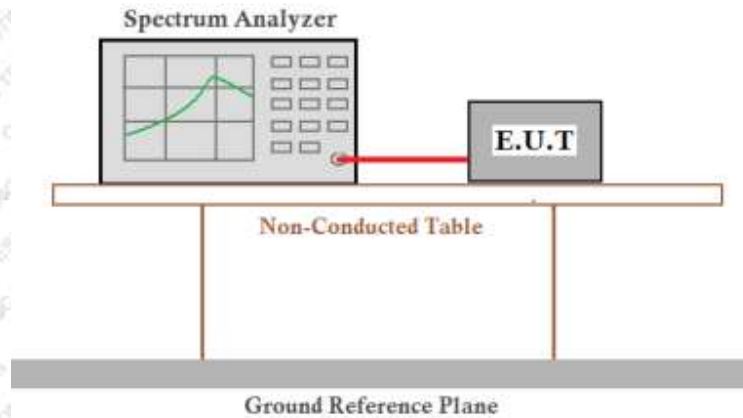 Spectrum Analyzer
E.U.T
Non-Conducted Table
Ground Reference Plane